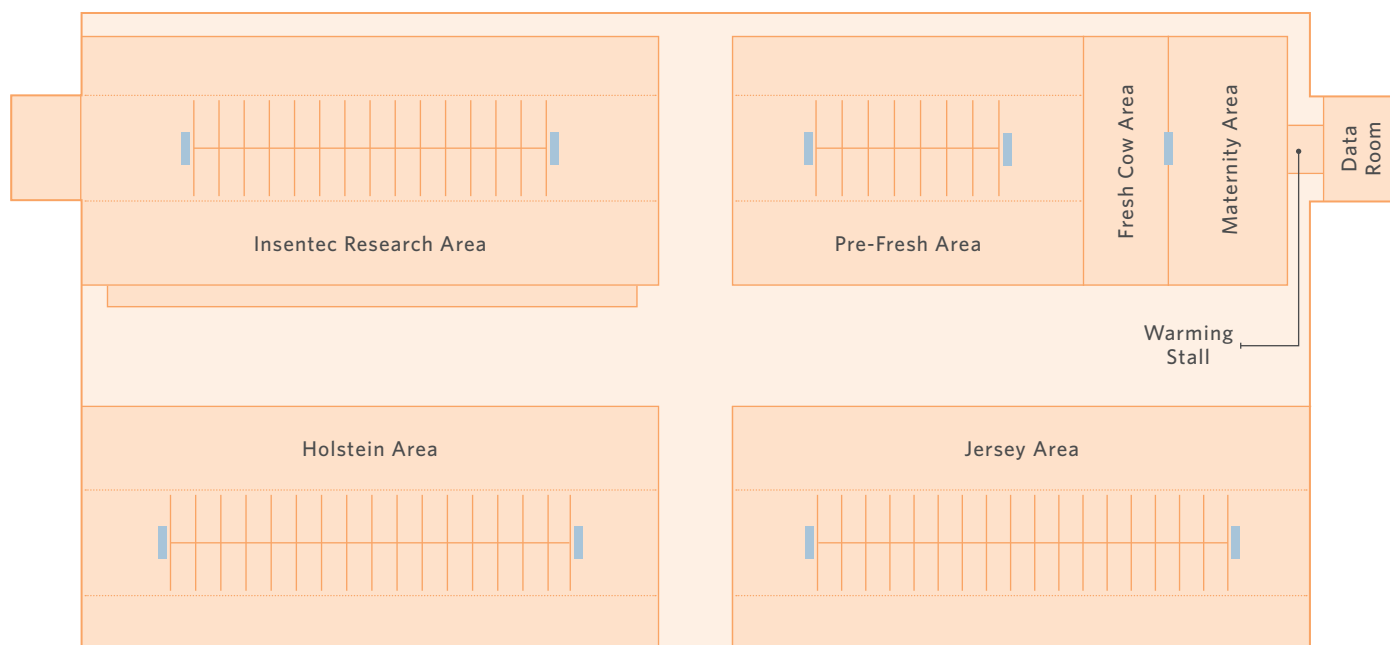 Insentec Research Area
Pre-Fresh Area
Fresh Cow Area
Maternity Area
Data
Room
Warming
Stall
Holstein Area
Jersey Area